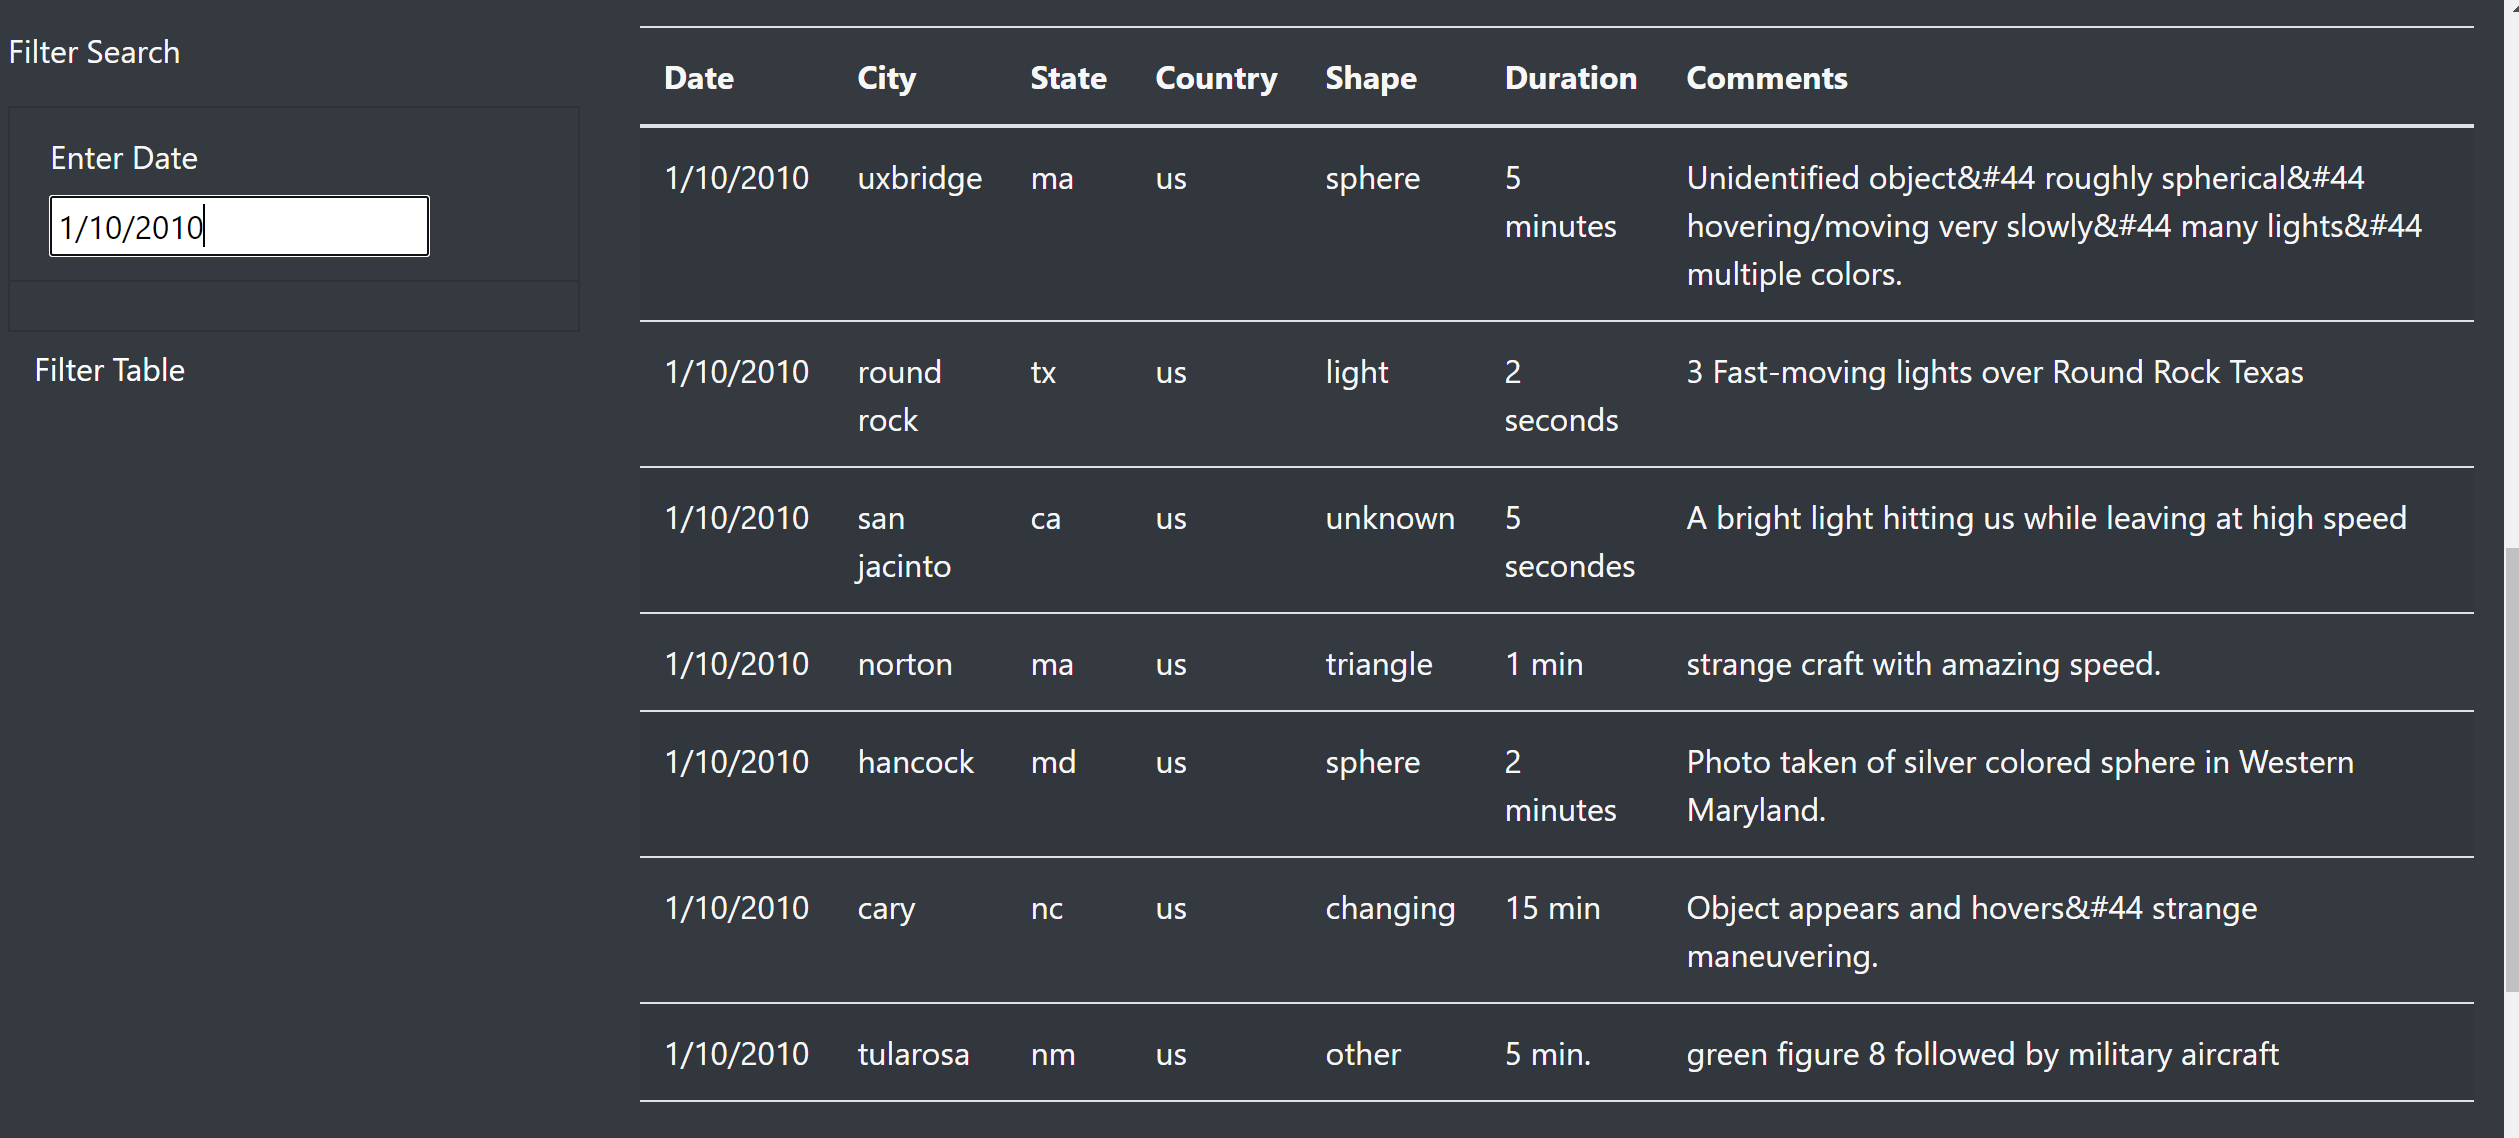 Filter Search
Enter Date
1/10/2010
Filter Table
Date City State Country Shape Duration Comments
1/10/2010 uxbridge ma us sphere 5 minutes Unidentified object&#44 roughly spherical&#44
hovering/moving very slowly&#44 many lights&#44
multiple colors.
1/10/2010 round rock tx us light 2 seconds 3 Fast-moving lights over Round Rock Texas
1/10/2010 san jacinto ca us unknown 5 secondes A bright light hitting us while leaving at high speed
1/10/2010 norton ma us triangle 1 min strange craft with amazing speed.
1/10/2010 hancock md us sphere 2 minutes Photo taken of silver colored sphere in Western
Maryland.
1/10/2010 cary nc us changing 15 min Object appears and hovers&#44 strange
maneuvering.
1/10/2010 tularosa nm us other 5 min. green figure 8 followed by military aircraft